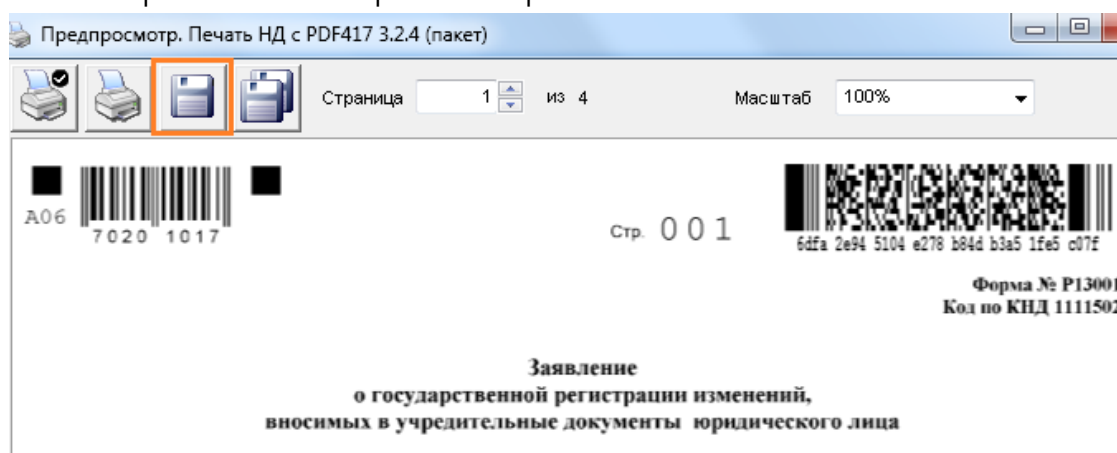 Предпросмотр. Печать НД с PDF417 3.2.4 (пакет)
Страница 1 из 4 Масштаб 100%
A06
7020 1017
Стр. 001
6dfa 2e94 5104 e278 b84d b3a5 1fe5 c07f
Форма № Р13001
Код по КНД 1111502
Заявление
о государственной регистрации изменений,
вносимых в учредительные документы юридического лица